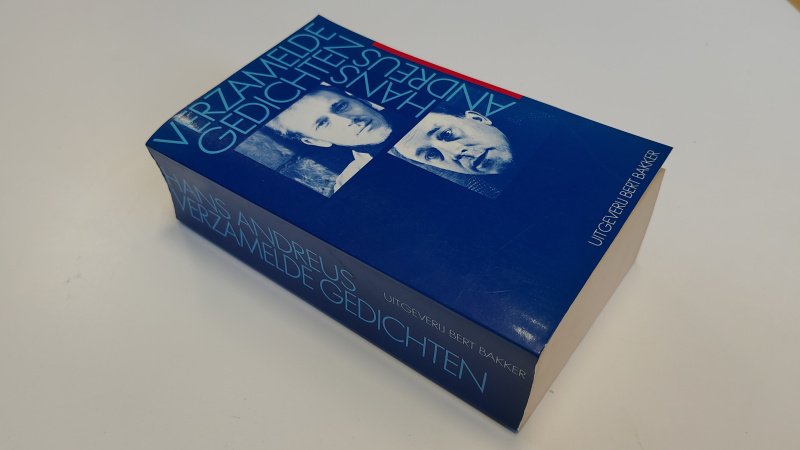 VERZAMELDE
GEDICHTEN
HANS
ANDREUS
UITGEVERIJ BERT BAKKER
HANS ANDREUS
VERZAMELDE GEDICHTEN
UITGEVERIJ BERT BAKKER